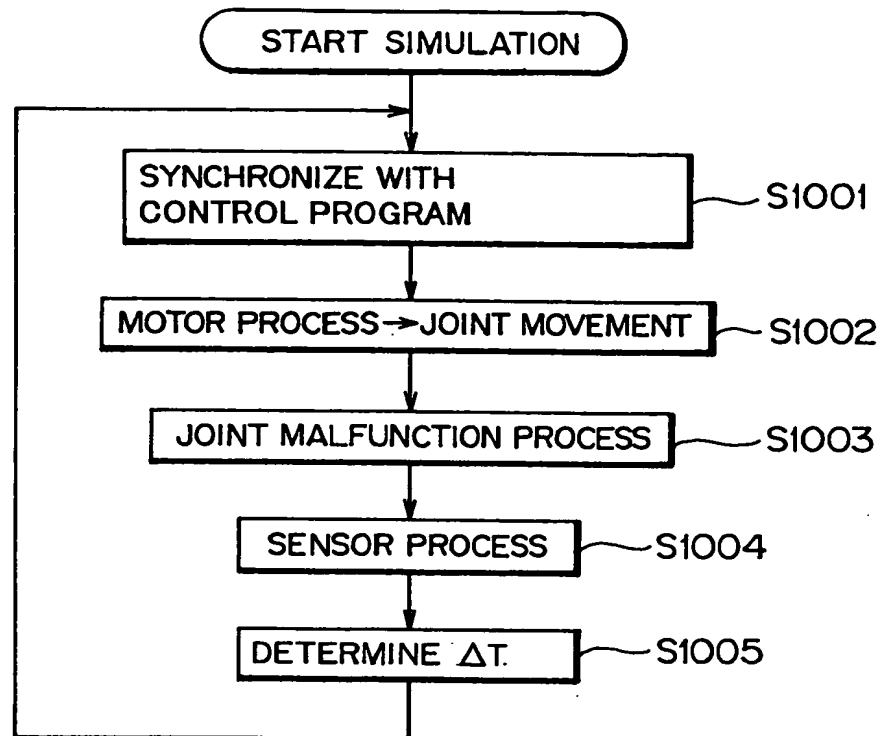 START SIMULATION
SYNCHRONIZE WITH
CONTROL PROGRAM
S1001
MOTOR PROCESS→JOINT MOVEMENT
S1002
JOINT MALFUNCTION PROCESS
S1003
SENSOR PROCESS
S1004
DETERMINE ΔT.
S1005